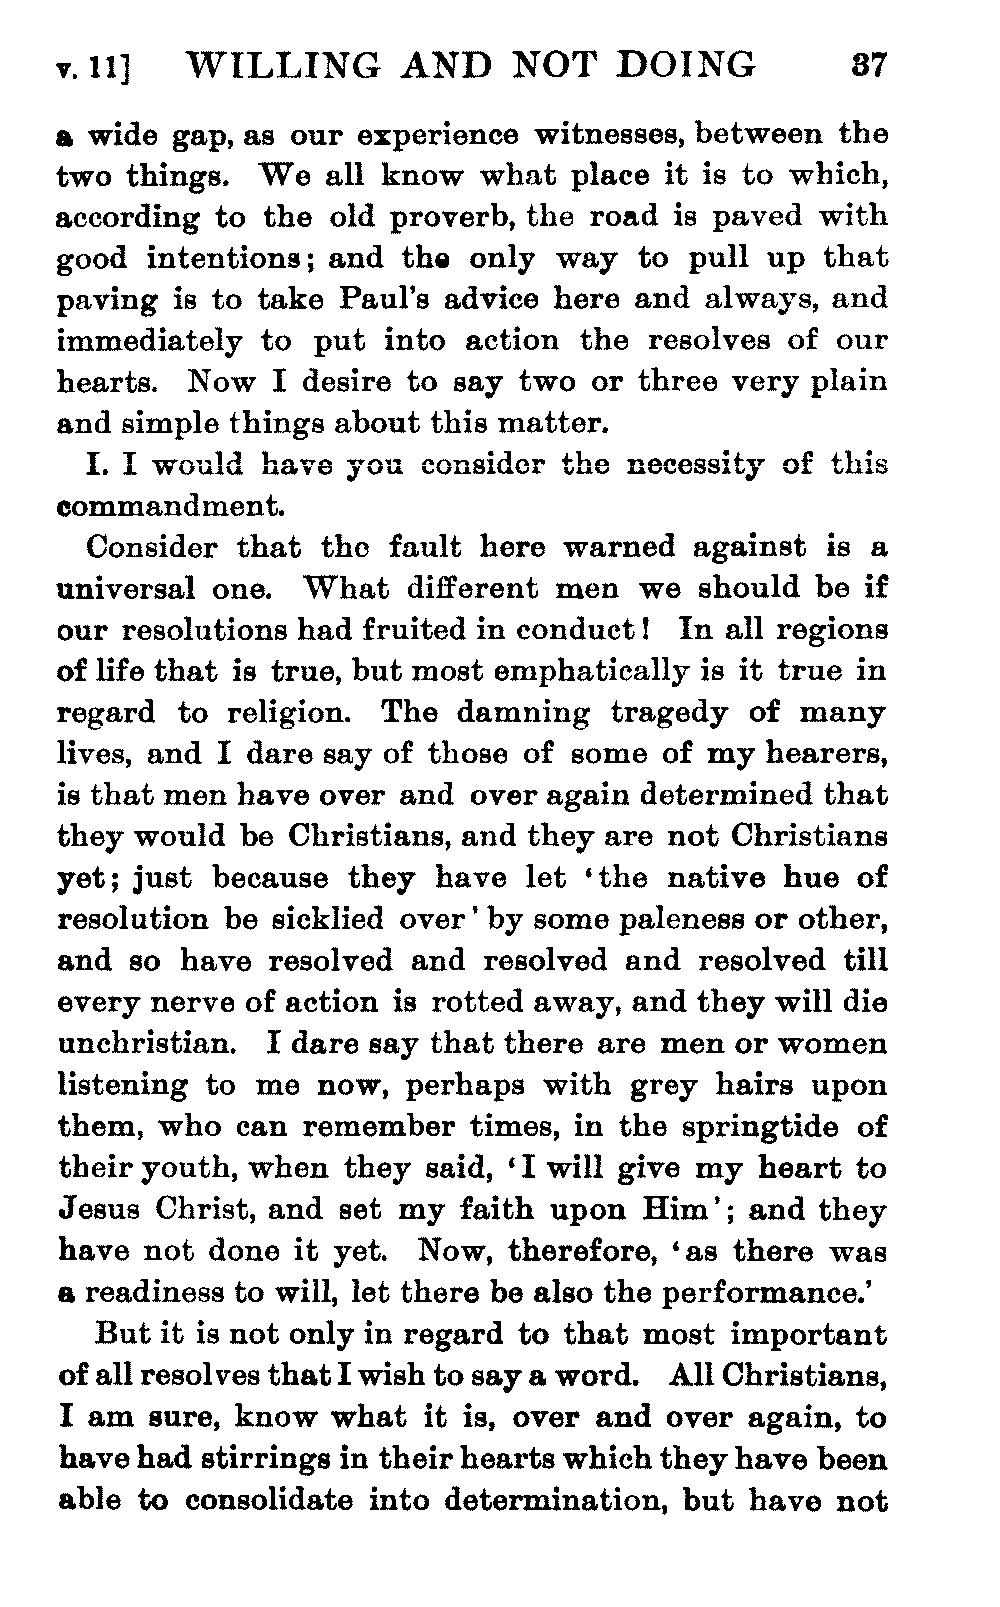 v. 11] WILLING AND NOT DOING 37
a wide gap, as our experience witnesses, between the
two things. We all know what place it is to which,
according to the old proverb, the road is paved with
good intentions; and the only way to pull up that
paving is to take Paul's advice here and always, and
immediately to put into action the resolves of our
hearts. Now I desire to say two or three very plain
and simple things about this matter.
I. I would have you consider the necessity of this
commandment.
Consider that the fault here warned against is a
universal one. What different men we should be if
our resolutions had fruited in conduct! In all regions
of life that is true, but most emphatically is it true in
regard to religion. The damning tragedy of many
lives, and I dare say of those of some of my hearers,
is that men have over and over again determined that
they would be Christians, and they are not Christians
yet; just because they have let 'the native hue of
resolution be sicklied over' by some paleness or other,
and so have resolved and resolved and resolved till
every nerve of action is rotted away, and they will die
unchristian. I dare say that there are men or women
listening to me now, perhaps with grey hairs upon
them, who can remember times, in the springtide of
their youth, when they said, 'I will give my heart to
Jesus Christ, and set my faith upon Him'; and they
have not done it yet. Now, therefore, 'as there was
a readiness to will, let there be also the performance.'
But it is not only in regard to that most important
of all resolves that I wish to say a word. All Christians,
I am sure, know what it is, over and over again, to
have had stirrings in their hearts which they have been
able to consolidate into determination, but have not